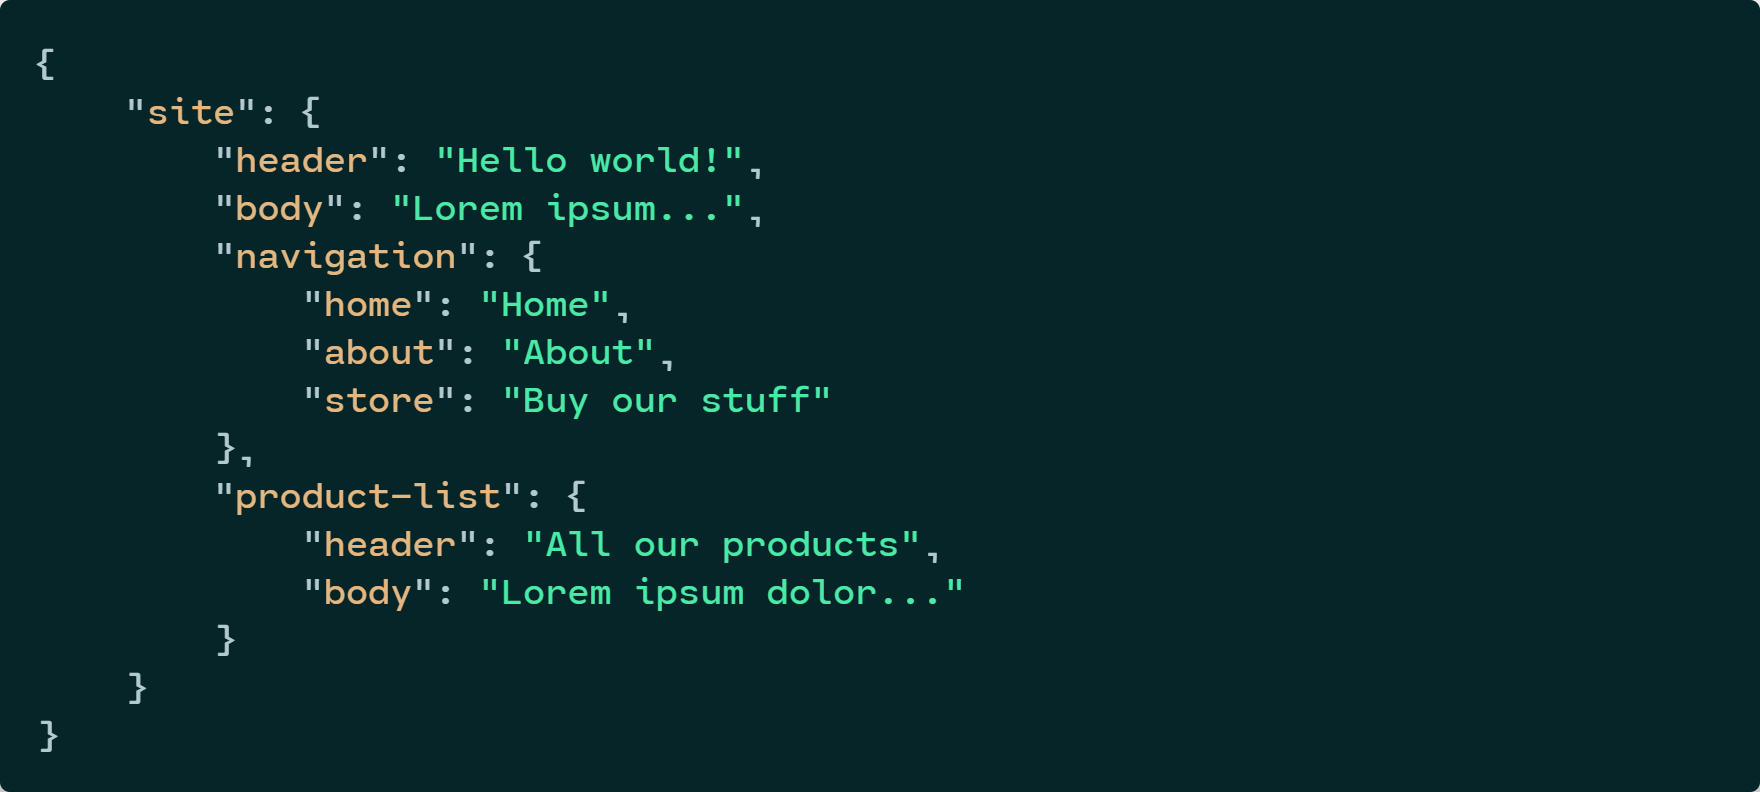 {
    "site": {
        "header": "Hello world!",
        "body": "Lorem ipsum...",
        "navigation": {
            "home": "Home",
            "about": "About",
            "store": "Buy our stuff"
        },
        "product-list": {
            "header": "All our products",
            "body": "Lorem ipsum dolor..."
        }
    }
}